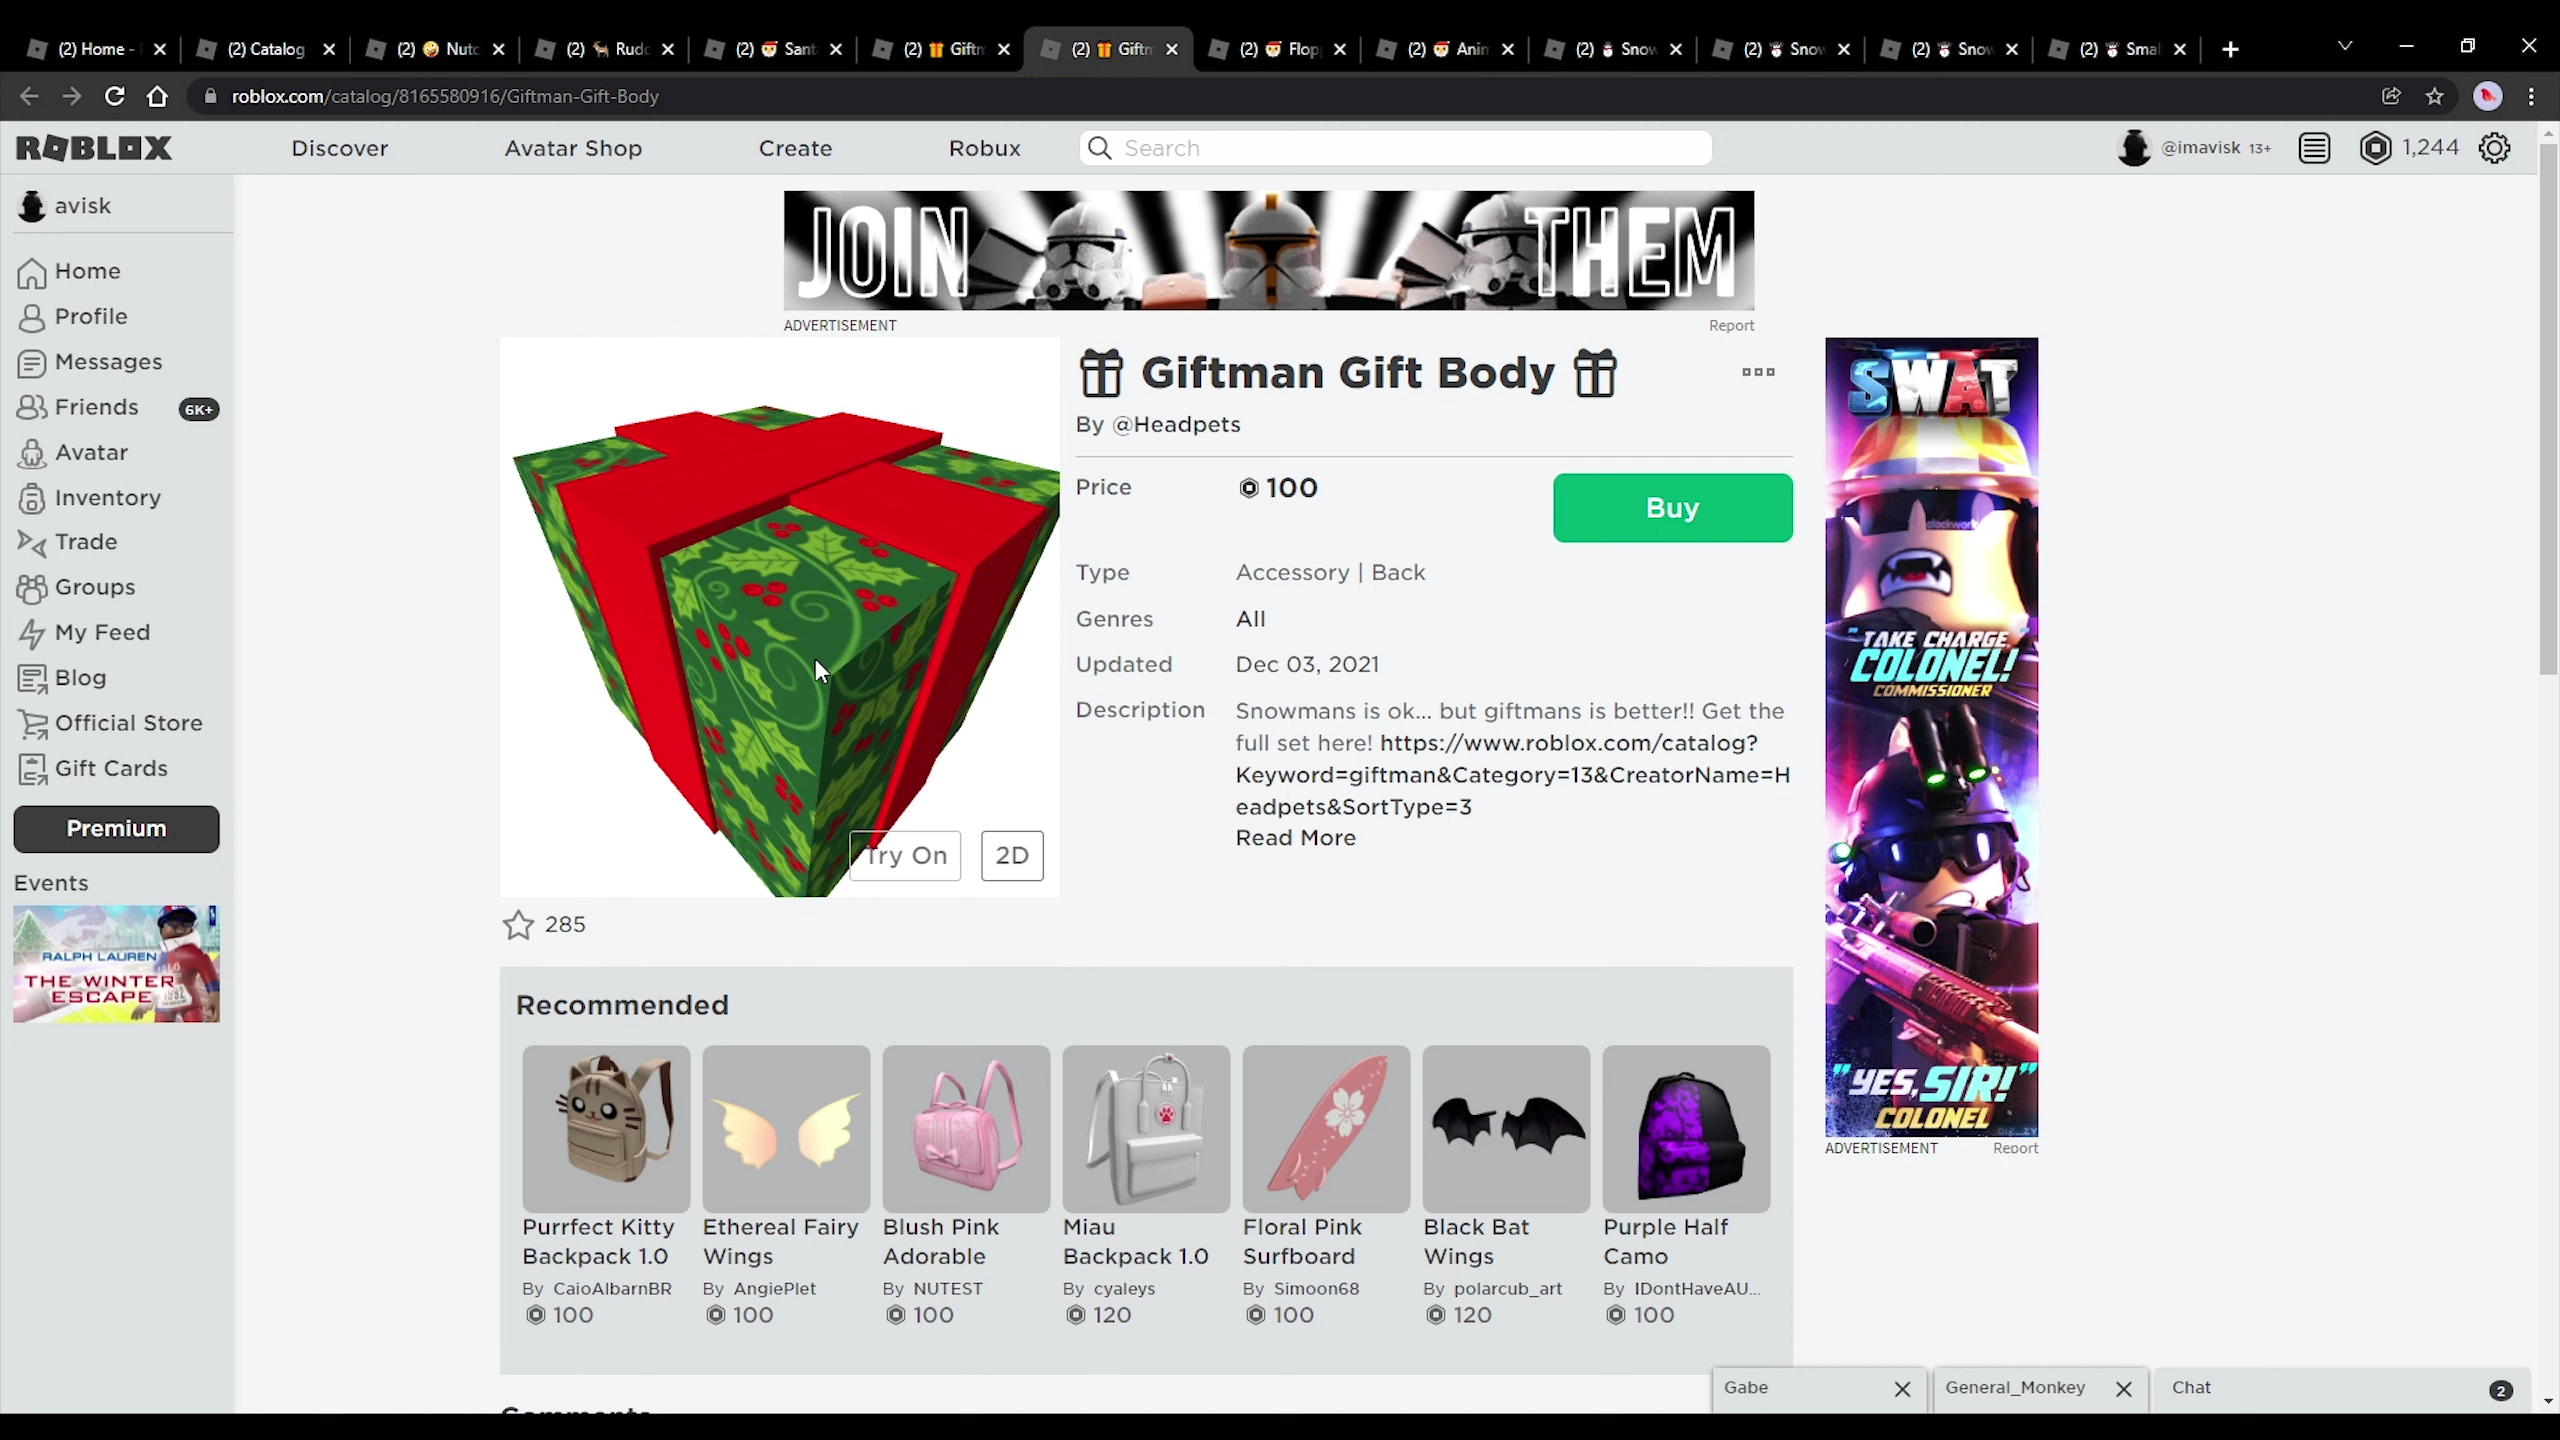 (2) Home -
(2) Catalog
(2) Nutc
(2) Rudo
(2) Sant
(2) Giftm
(2) Giftm
(2) Flop
(2) Anim
(2) Snow
(2) Snow
(2) Snow
(2) Smal
roblox.com/catalog/8165580916/Giftman-Gift-Body
ROBLOX
Discover
Avatar Shop
Create
Robux
Search
@imavisk 13+
1,244
avisk
Home
Profile
Messages
Friends 6K+
Avatar
Inventory
Trade
Groups
My Feed
Blog
Official Store
Gift Cards
Premium
Events
RALPH LAUREN
THE WINTER
ESCAPE
JOIN THEM
ADVERTISEMENT Report
Giftman Gift Body
By @Headpets
Price 100
Buy
Type Accessory | Back
Genres All
Updated Dec 03, 2021
Description Snowmans is ok... but giftmans is better!! Get the
full set here! https://www.roblox.com/catalog?
Keyword=giftman&Category=13&CreatorName=H
eadpets&SortType=3
Read More
Try On
2D
285
SWAT
clockwork
"TAKE CHARGE,
COLONEL!"
COMMISSIONER
"YES, SIR!"
COLONEL
ADVERTISEMENT Report
Recommended
Purrfect Kitty
Backpack 1.0
By CaioAlbarnBR
100
Ethereal Fairy
Wings
By AngiePlet
100
Blush Pink
Adorable
By NUTEST
100
Miau
Backpack 1.0
By cyaleys
120
Floral Pink
Surfboard
By Simoon68
100
Black Bat
Wings
By polarcub_art
120
Purple Half
Camo
By IDontHaveAU...
100
Comments
Gabe
General_Monkey
Chat 2